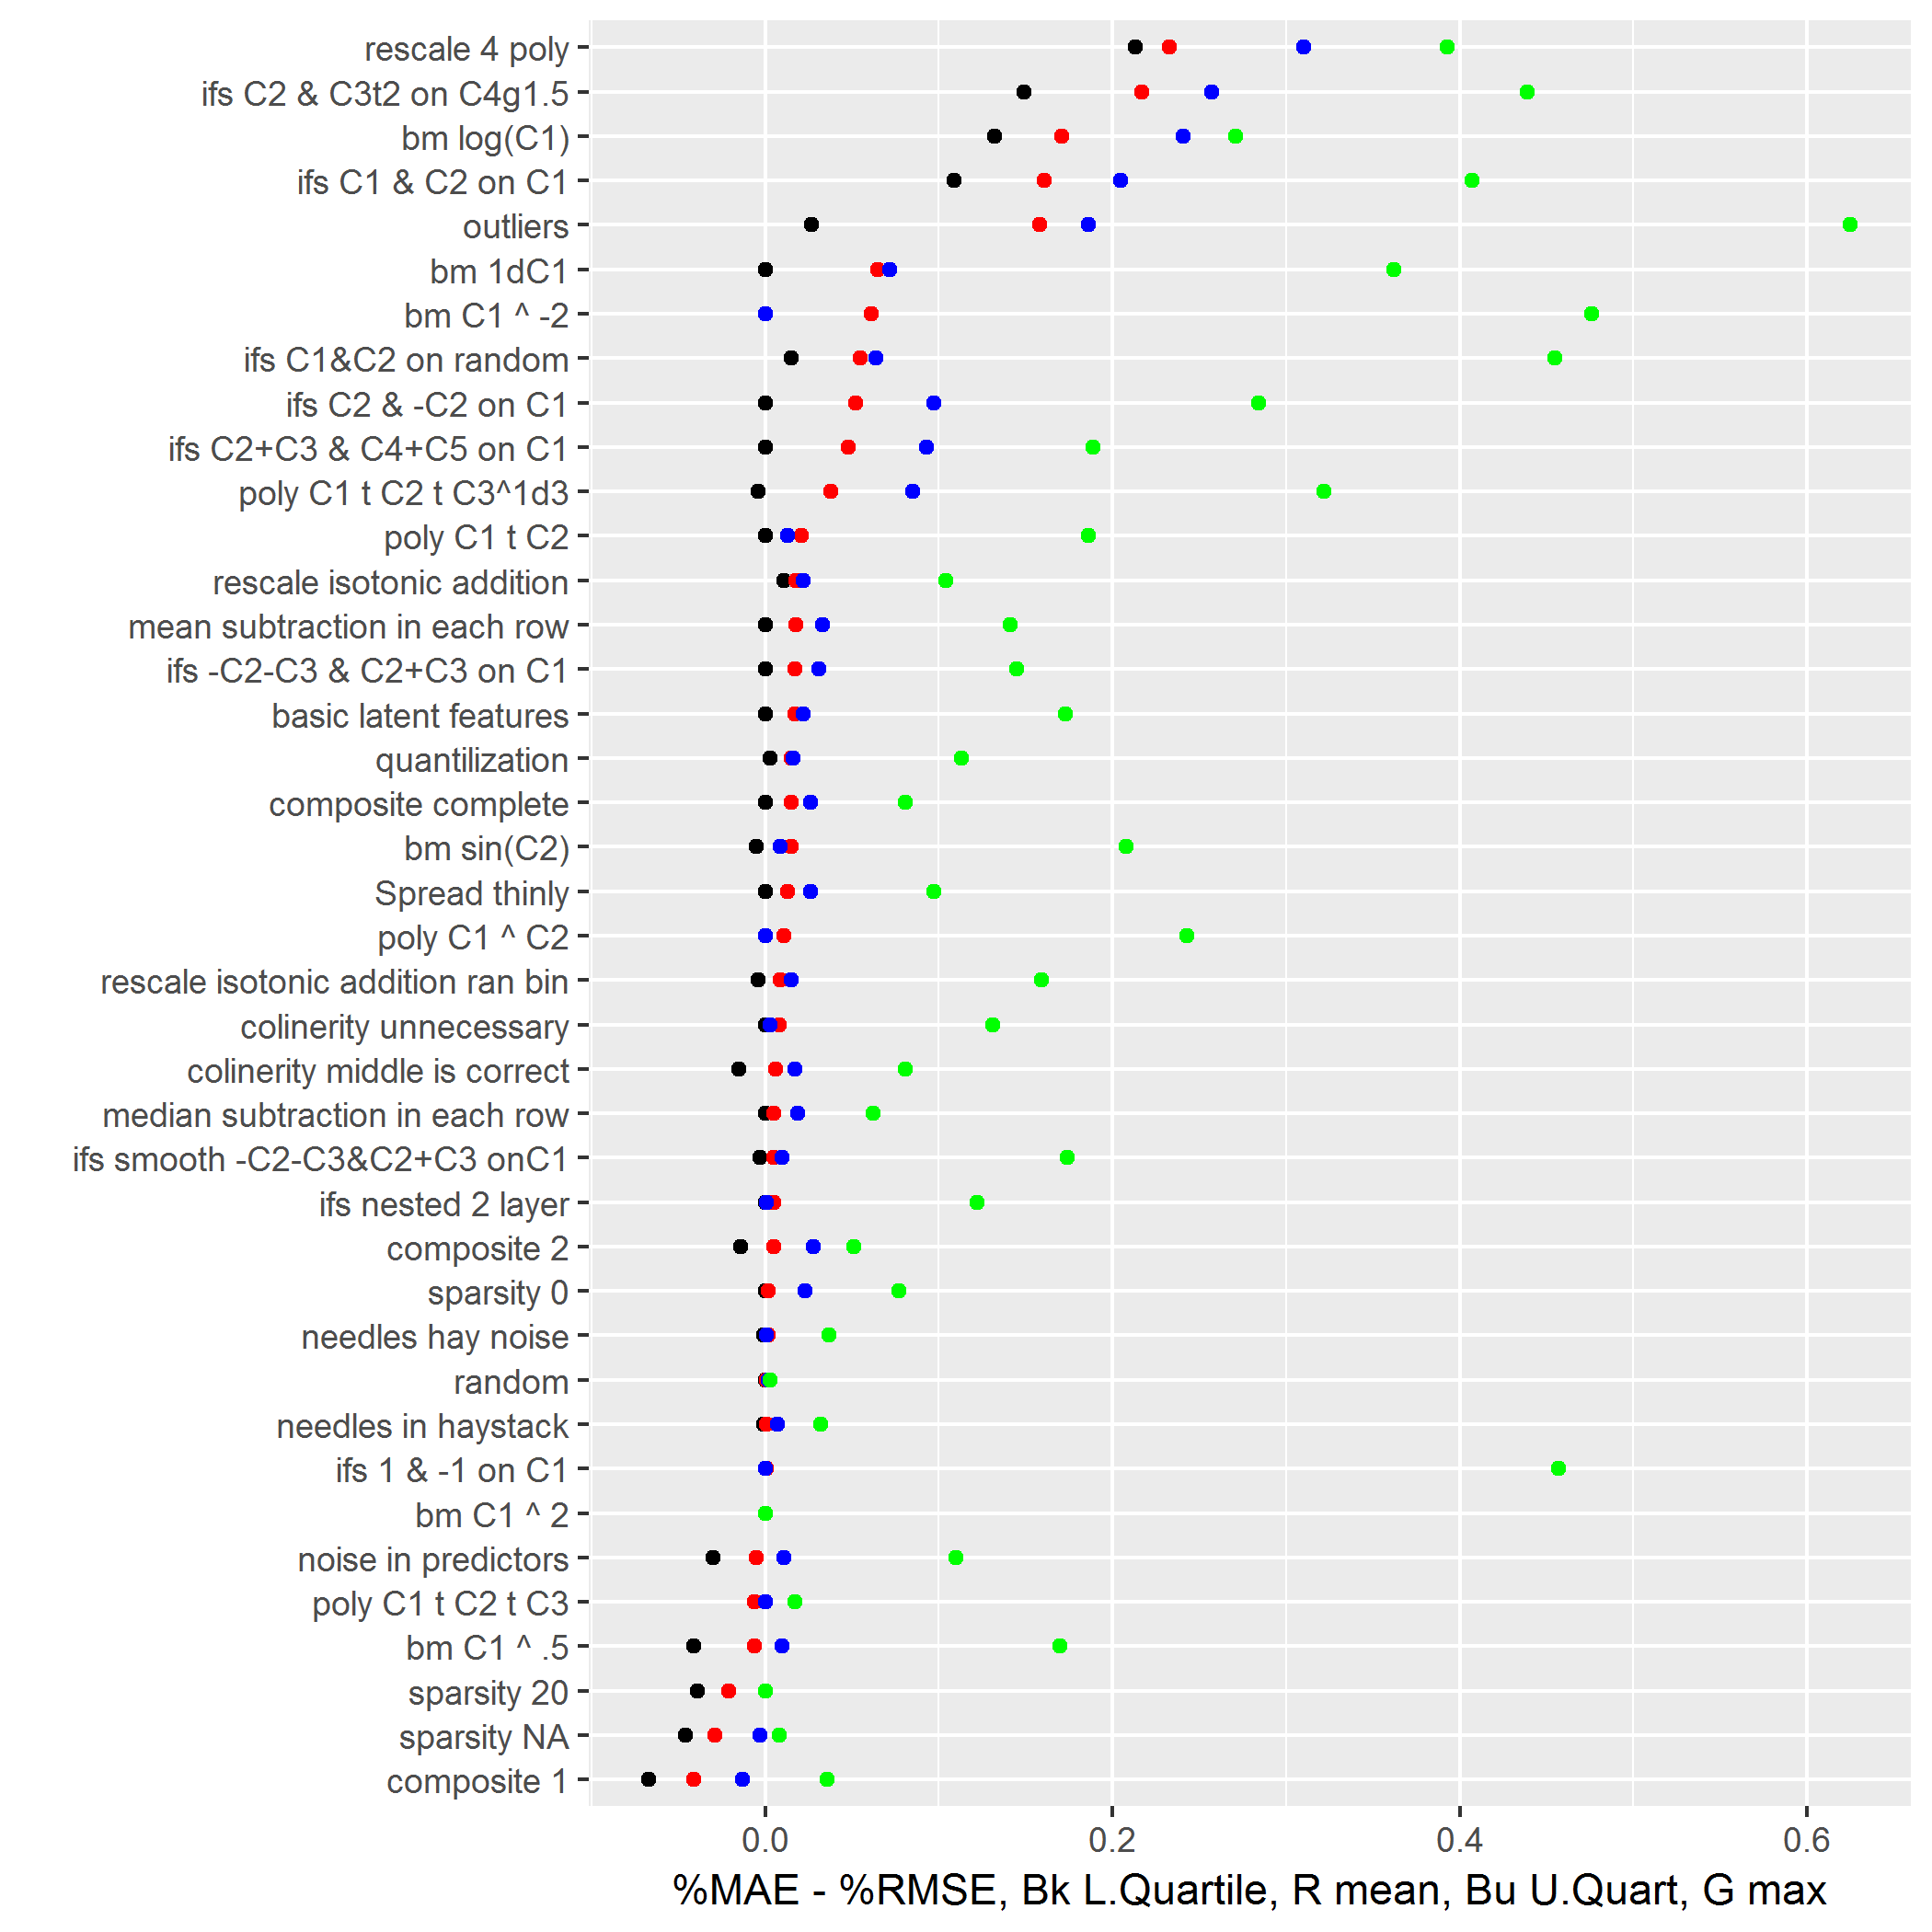 rescale 4 poly
ifs C2 & C3t2 on C4g1.5
bm log(C1)
ifs C1 & C2 on C1
outliers
bm 1dC1
bm C1 ^ -2
ifs C1&C2 on random
ifs C2 & -C2 on C1
ifs C2+C3 & C4+C5 on C1
poly C1 t C2 t C3^1d3
poly C1 t C2
rescale isotonic addition
mean subtraction in each row
ifs -C2-C3 & C2+C3 on C1
basic latent features
quantilization
composite complete
bm sin(C2)
Spread thinly
poly C1 ^ C2
rescale isotonic addition ran bin
colinerity unnecessary
colinerity middle is correct
median subtraction in each row
ifs smooth -C2-C3&C2+C3 onC1
ifs nested 2 layer
composite 2
sparsity 0
needles hay noise
random
needles in haystack
ifs 1 & -1 on C1
bm C1 ^ 2
noise in predictors
poly C1 t C2 t C3
bm C1 ^ .5
sparsity 20
sparsity NA
composite 1
0.0 0.2 0.4 0.6
%MAE - %RMSE, Bk L.Quartile, R mean, Bu U.Quart, G max